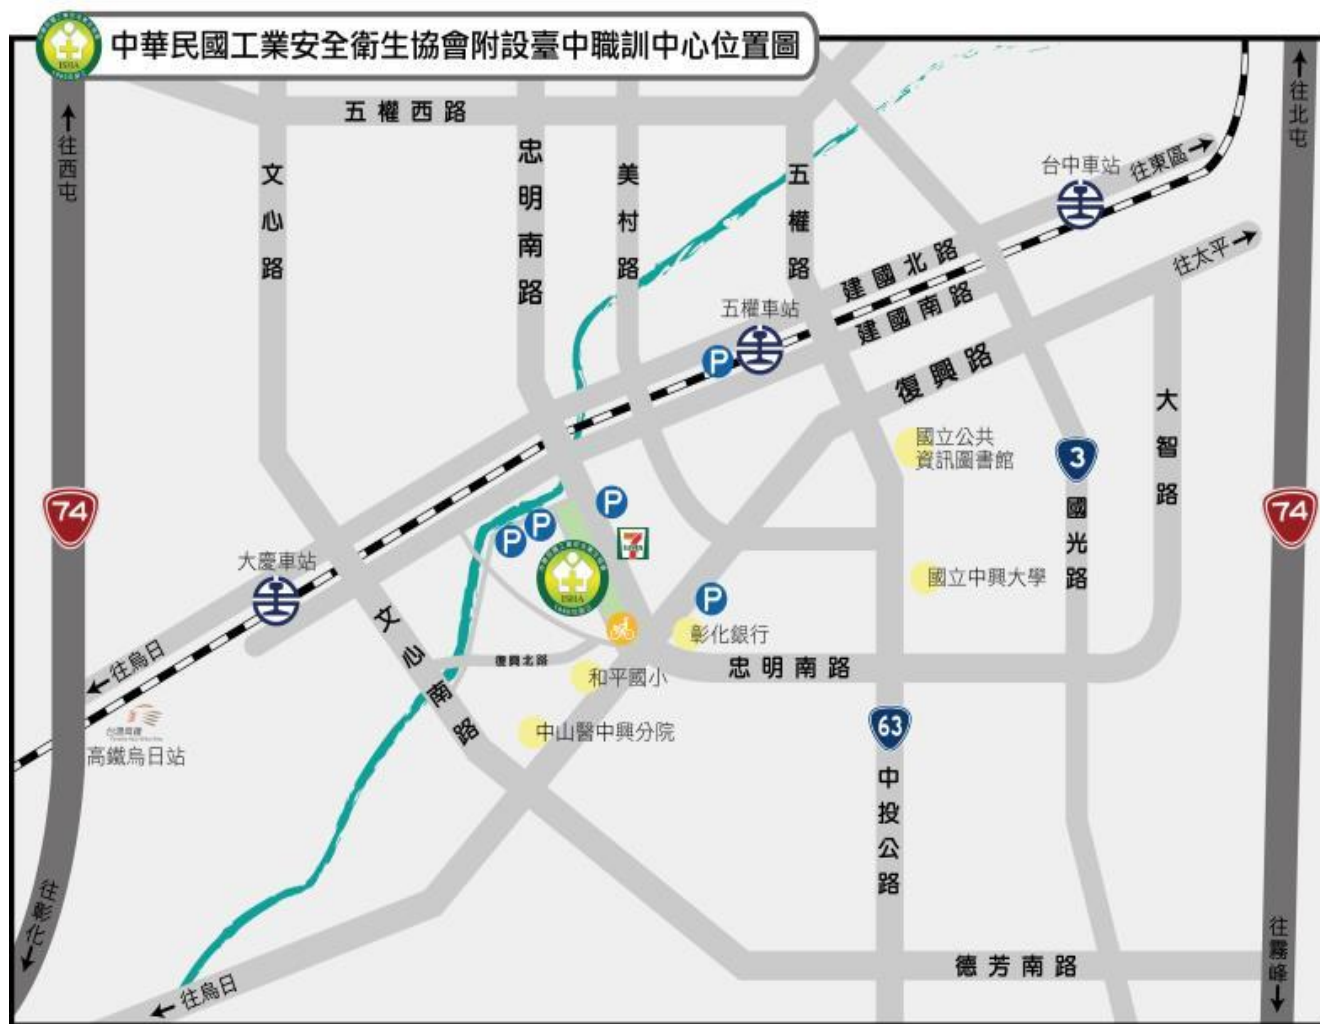 中華民國工業安全衛生協會附設臺中職訓中心位置圖
ISHA
往西屯
往北屯
五權西路
文心路
忠明南路
美村路
五權路
台中車站
往東區
建國北路
建國南路
往太平
五權車站
P
復興路
大智路
國立公共
資訊圖書館
3
國光路
74
74
P
P
P
7
ISHA
大慶車站
國立中興大學
P
彰化銀行
文心南路
復興北路
和平國小
忠明南路
往烏日
台灣高鐵
高鐵烏日站
中山醫中興分院
63
中投公路
往彰化
往烏日
德芳南路
往霧峰